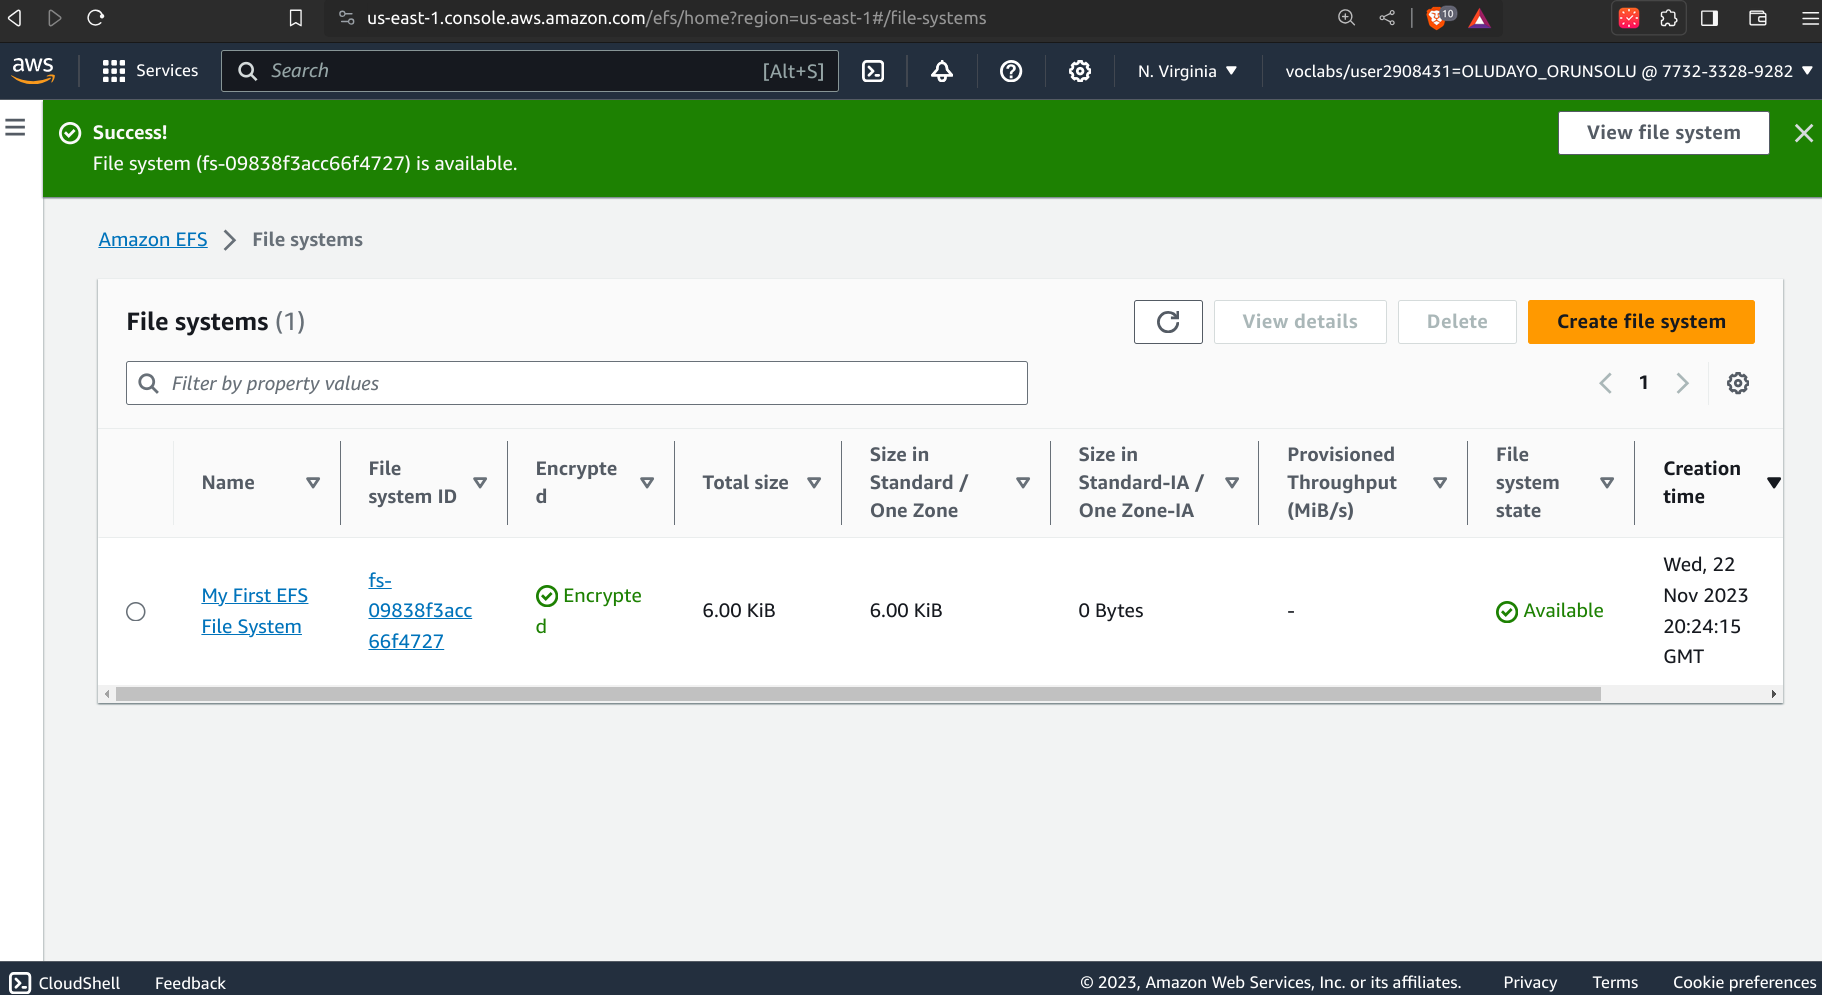 us-east-1.console.aws.amazon.com/efs/home?region=us-east-1#/file-systems
10
aws
Services
Search
[Alt+S]
N. Virginia
voclabs/user2908431=OLUDAYO_ORUNSOLU @ 7732-3328-9282
Success!
File system (fs-09838f3acc66f4727) is available.
View file system
Amazon EFS
File systems
File systems (1)
View details
Delete
Create file system
Filter by property values
1
Name
File
system ID
Encrypte
d
Total size
Size in
Standard /
One Zone
Size in
Standard-IA /
One Zone-IA
Provisioned
Throughput
(MiB/s)
File
system
state
Creation
time
My First EFS
File System
fs-
09838f3acc
66f4727
Encrypte
d
6.00 KiB
6.00 KiB
0 Bytes
-
Available
Wed, 22
Nov 2023
20:24:15
GMT
CloudShell
Feedback
© 2023, Amazon Web Services, Inc. or its affiliates.
Privacy
Terms
Cookie preferences